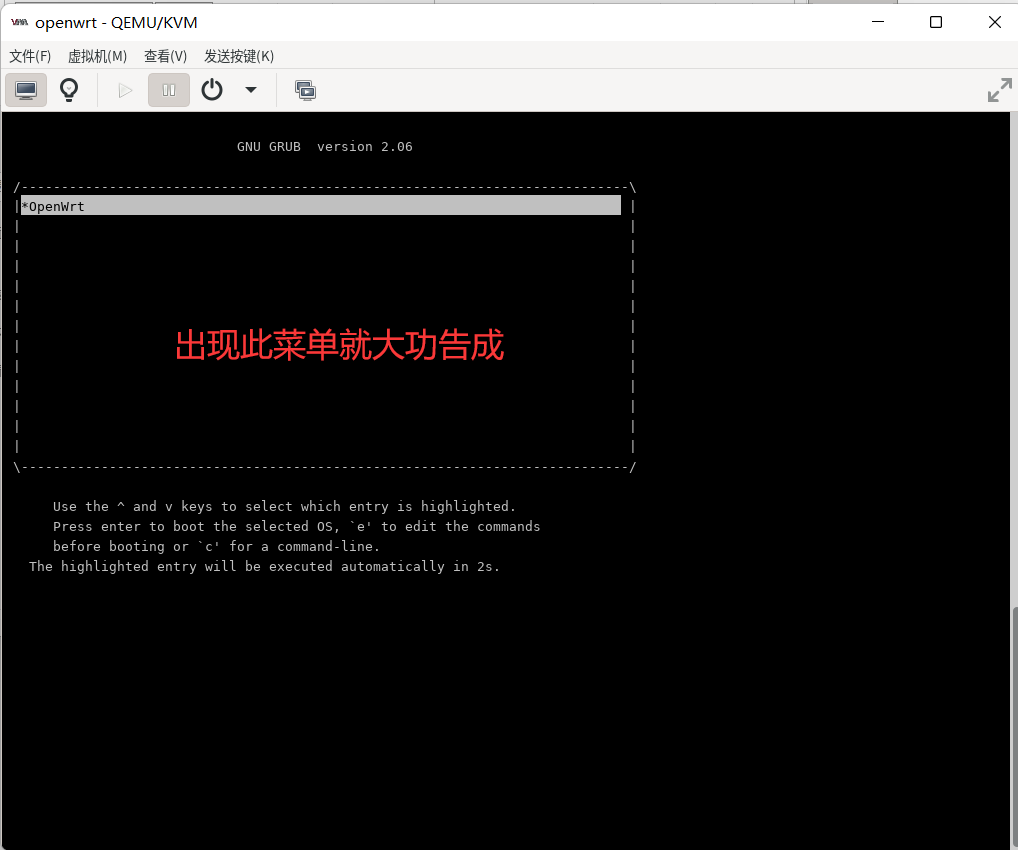 openwrt - QEMU/KVM
文件(F) 虚拟机(M) 查看(V) 发送按键(K)
GNU GRUB  version 2.06
/----------------------------------------------------------------------------\
|*OpenWrt |
出现此菜单就大功告成
\----------------------------------------------------------------------------/
Use the ^ and v keys to select which entry is highlighted.
Press enter to boot the selected OS, `e' to edit the commands
before booting or `c' for a command-line.
The highlighted entry will be executed automatically in 2s.